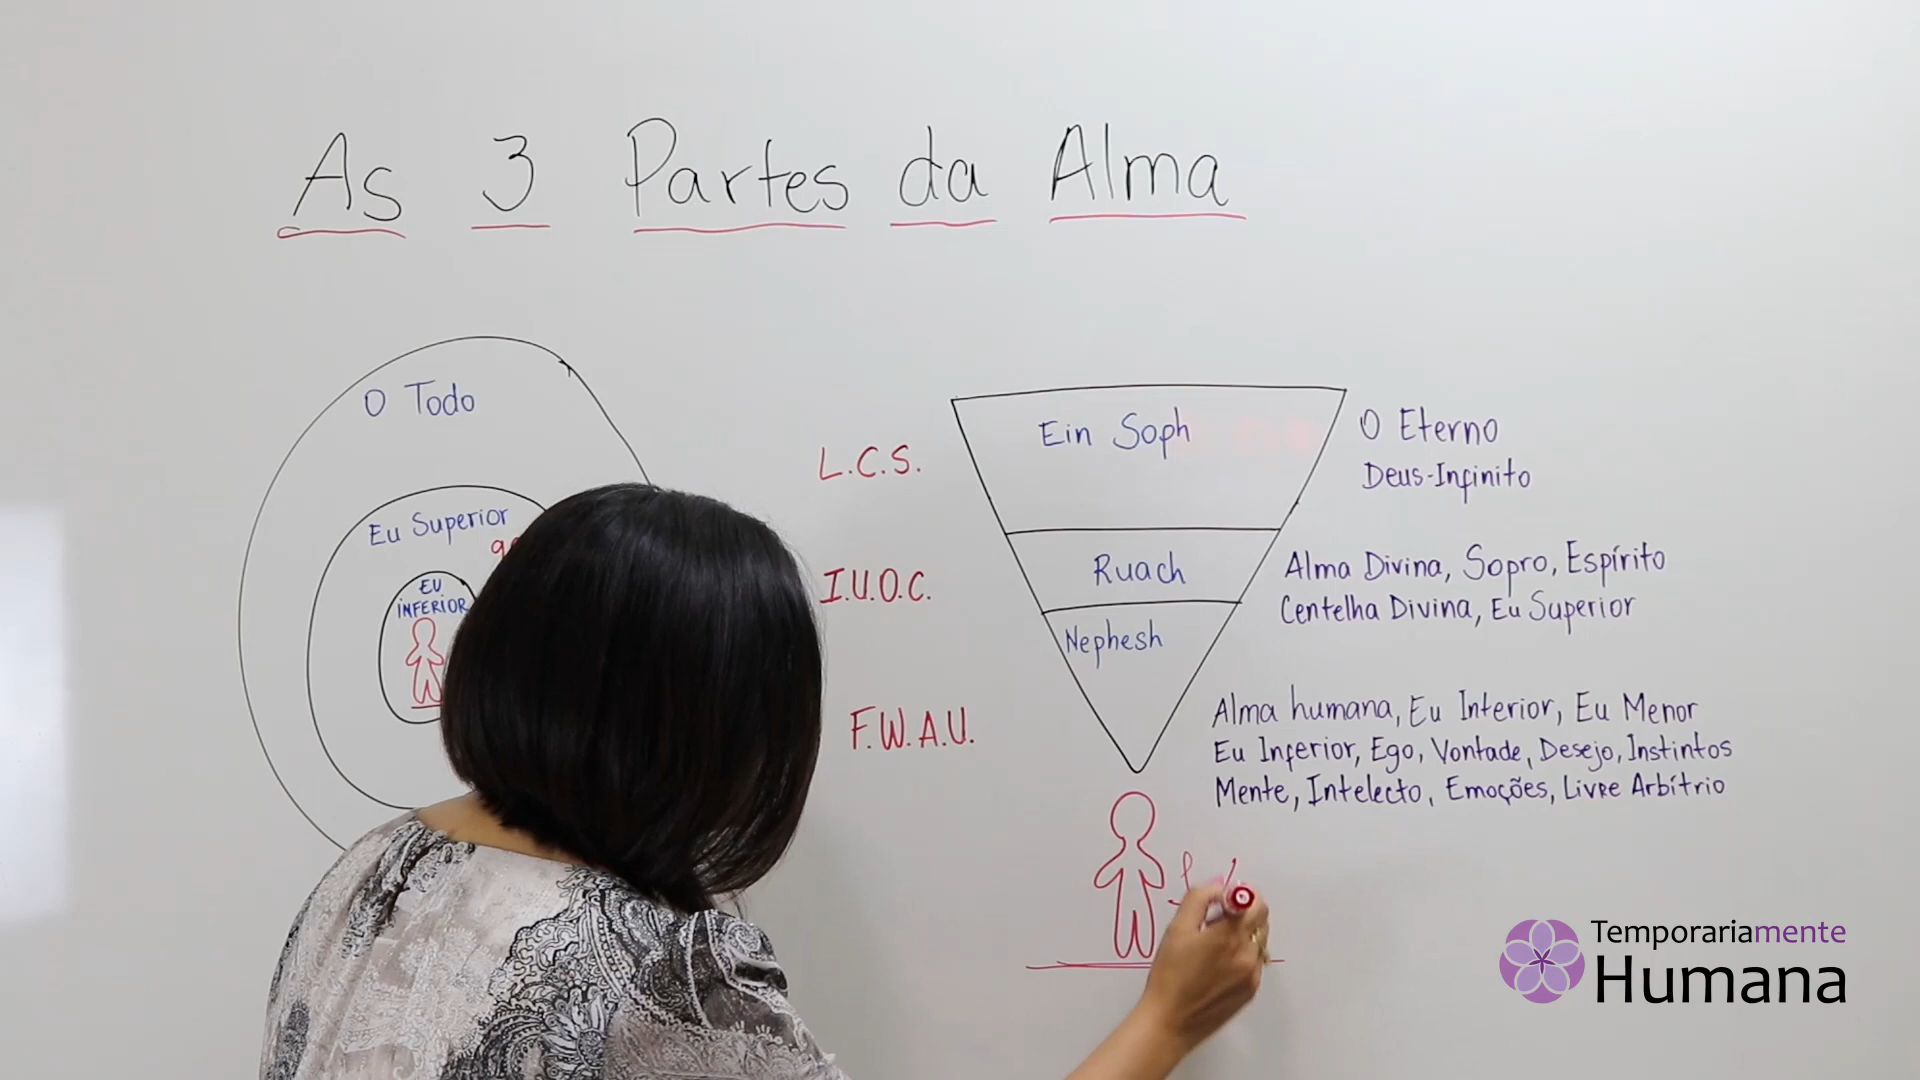 As 3 Partes da Alma
O Todo
Eu Superior
EU
INFERIOR
L.C.S.
I.U.O.C.
F.W.A.U.
Ein Soph
Ruach
Nephesh
O Eterno
Deus-Infinito
Alma Divina, Sopro, Espírito
Centelha Divina, Eu Superior
Alma humana, Eu Interior, Eu Menor
Eu Inferior, Ego, Vontade, Desejo, Instintos
Mente, Intelecto, Emoções, Livre Arbítrio
Temporariamente
Humana